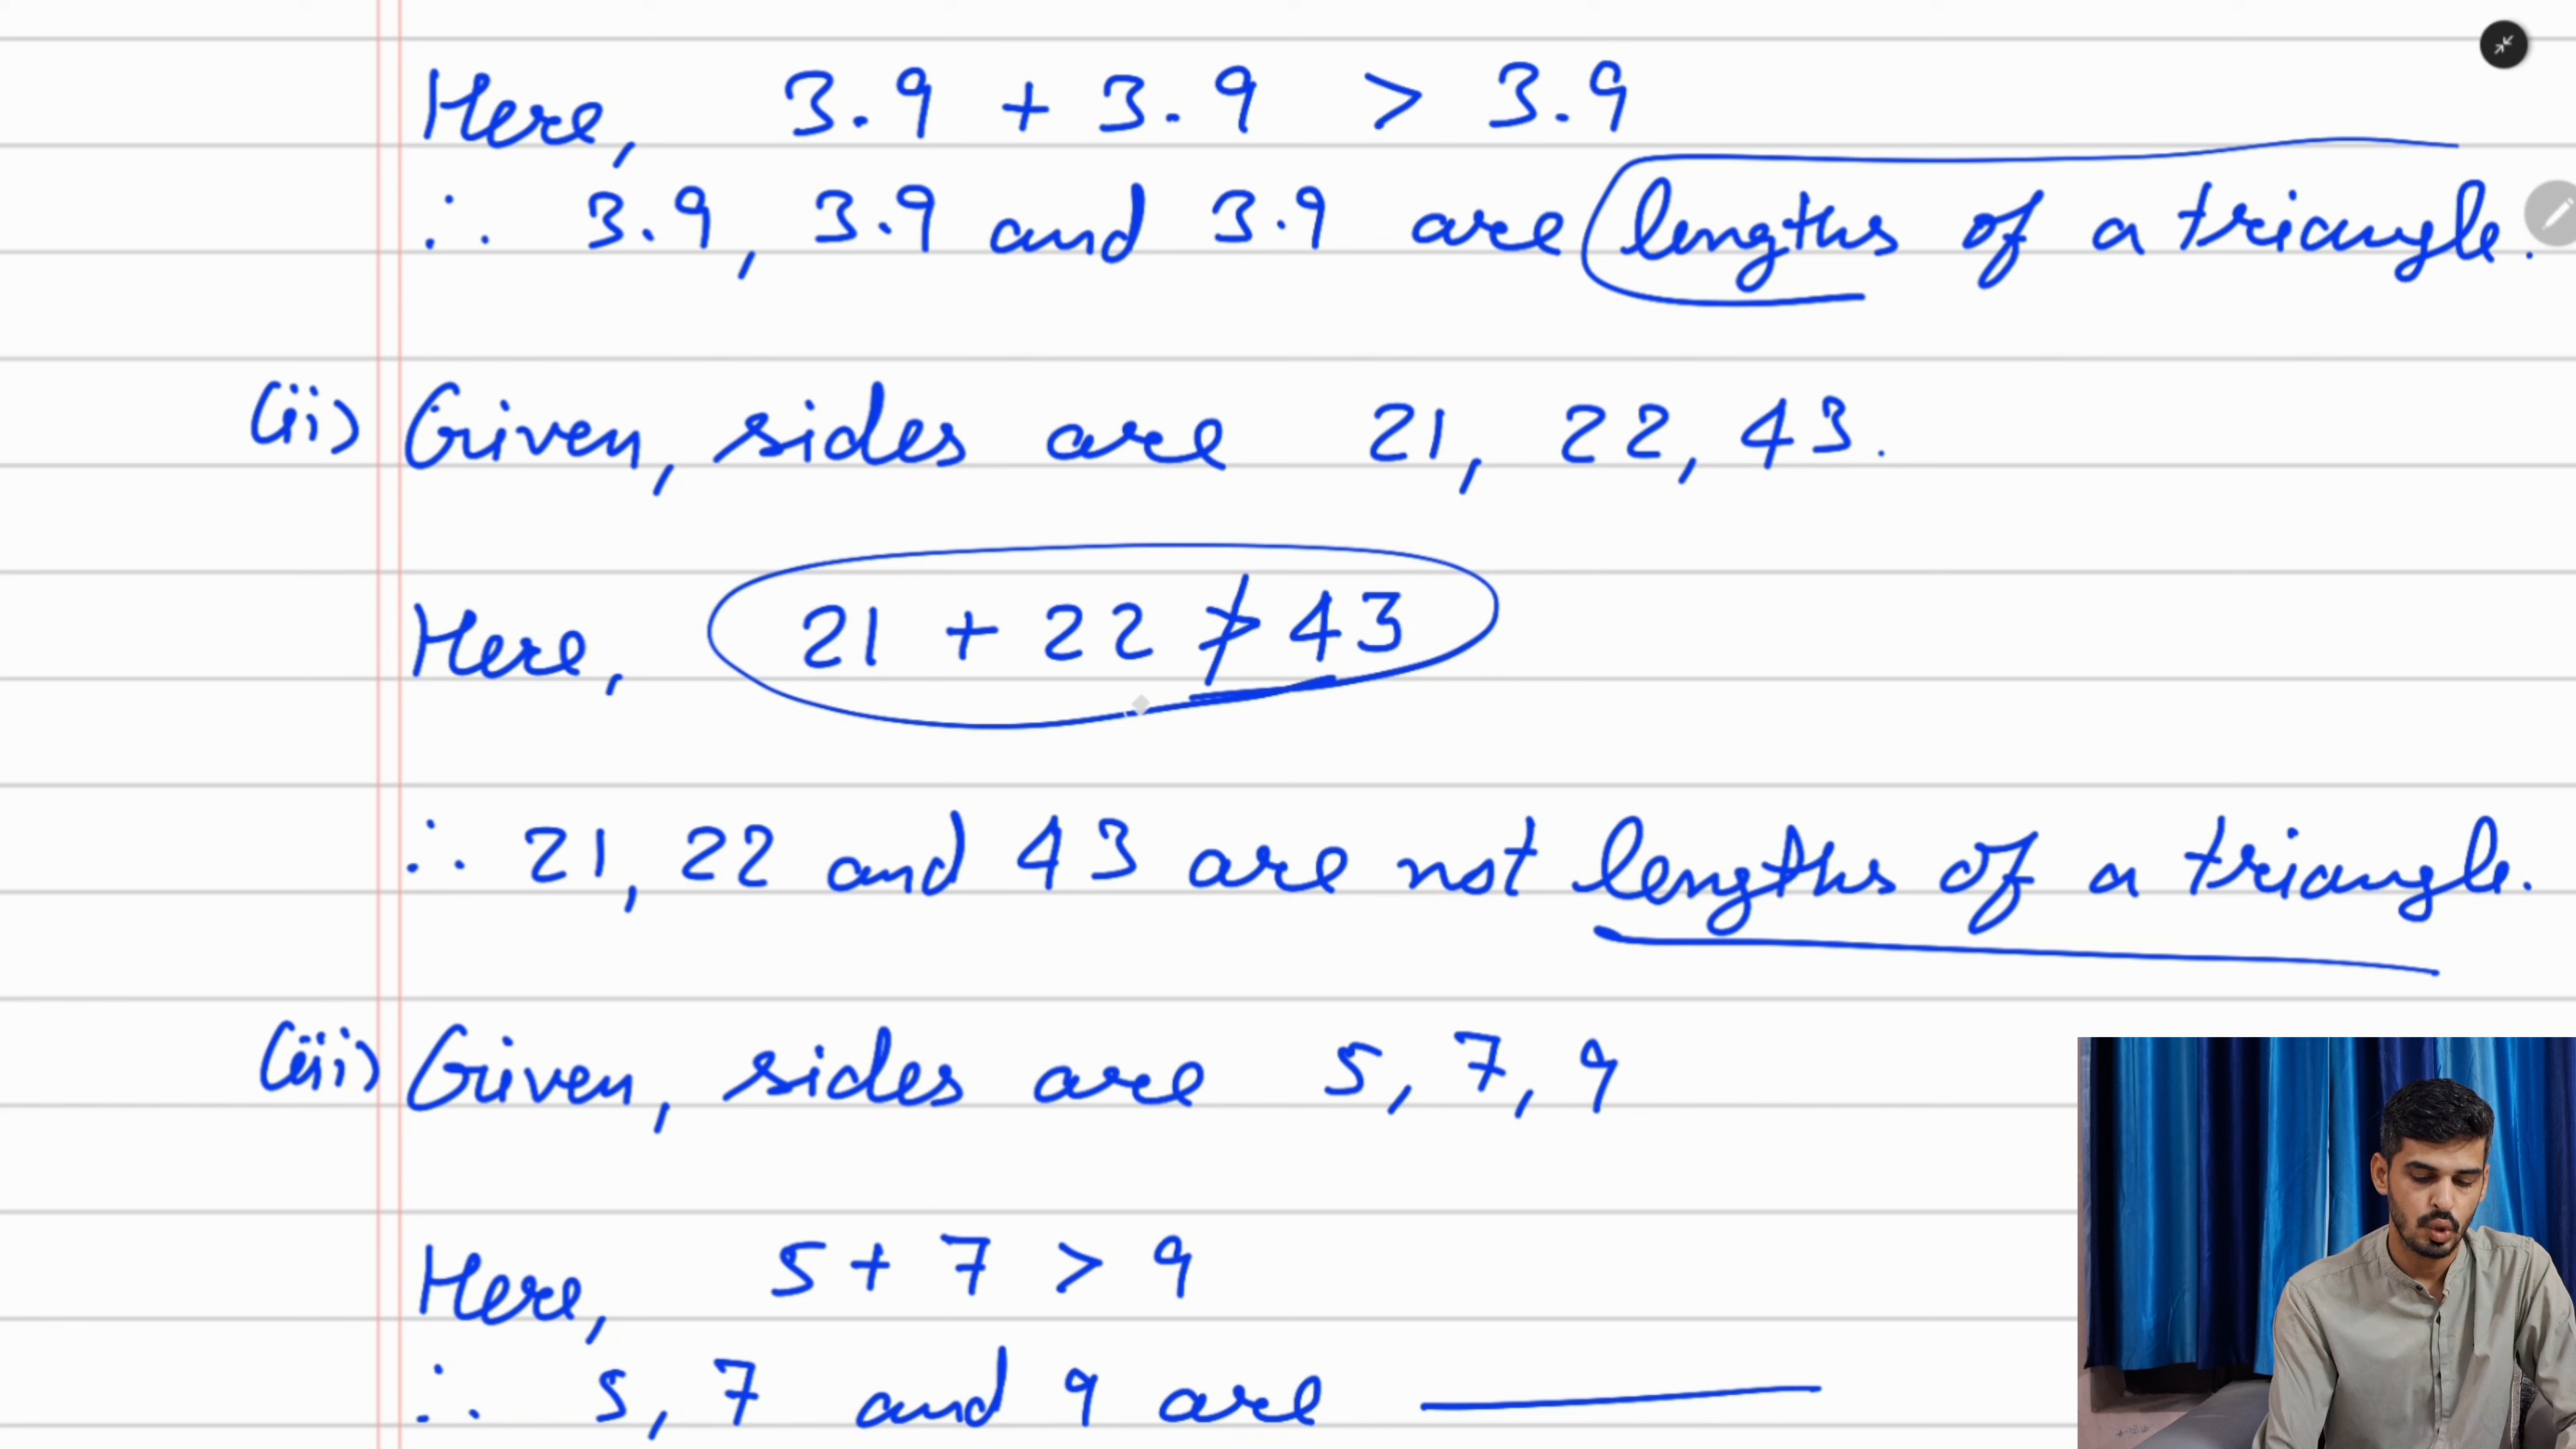 Here, 3.9 + 3.9 > 3.9
∴ 3.9, 3.9 and 3.9 are lengths of a triangle.
(ii) Given, sides are 21, 22, 43.
Here, 21 + 22 ≯ 43
∴ 21, 22 and 43 are not lengths of a triangle.
(iii) Given, sides are 5, 7, 9
Here, 5 + 7 > 9
∴ 5, 7 and 9 are